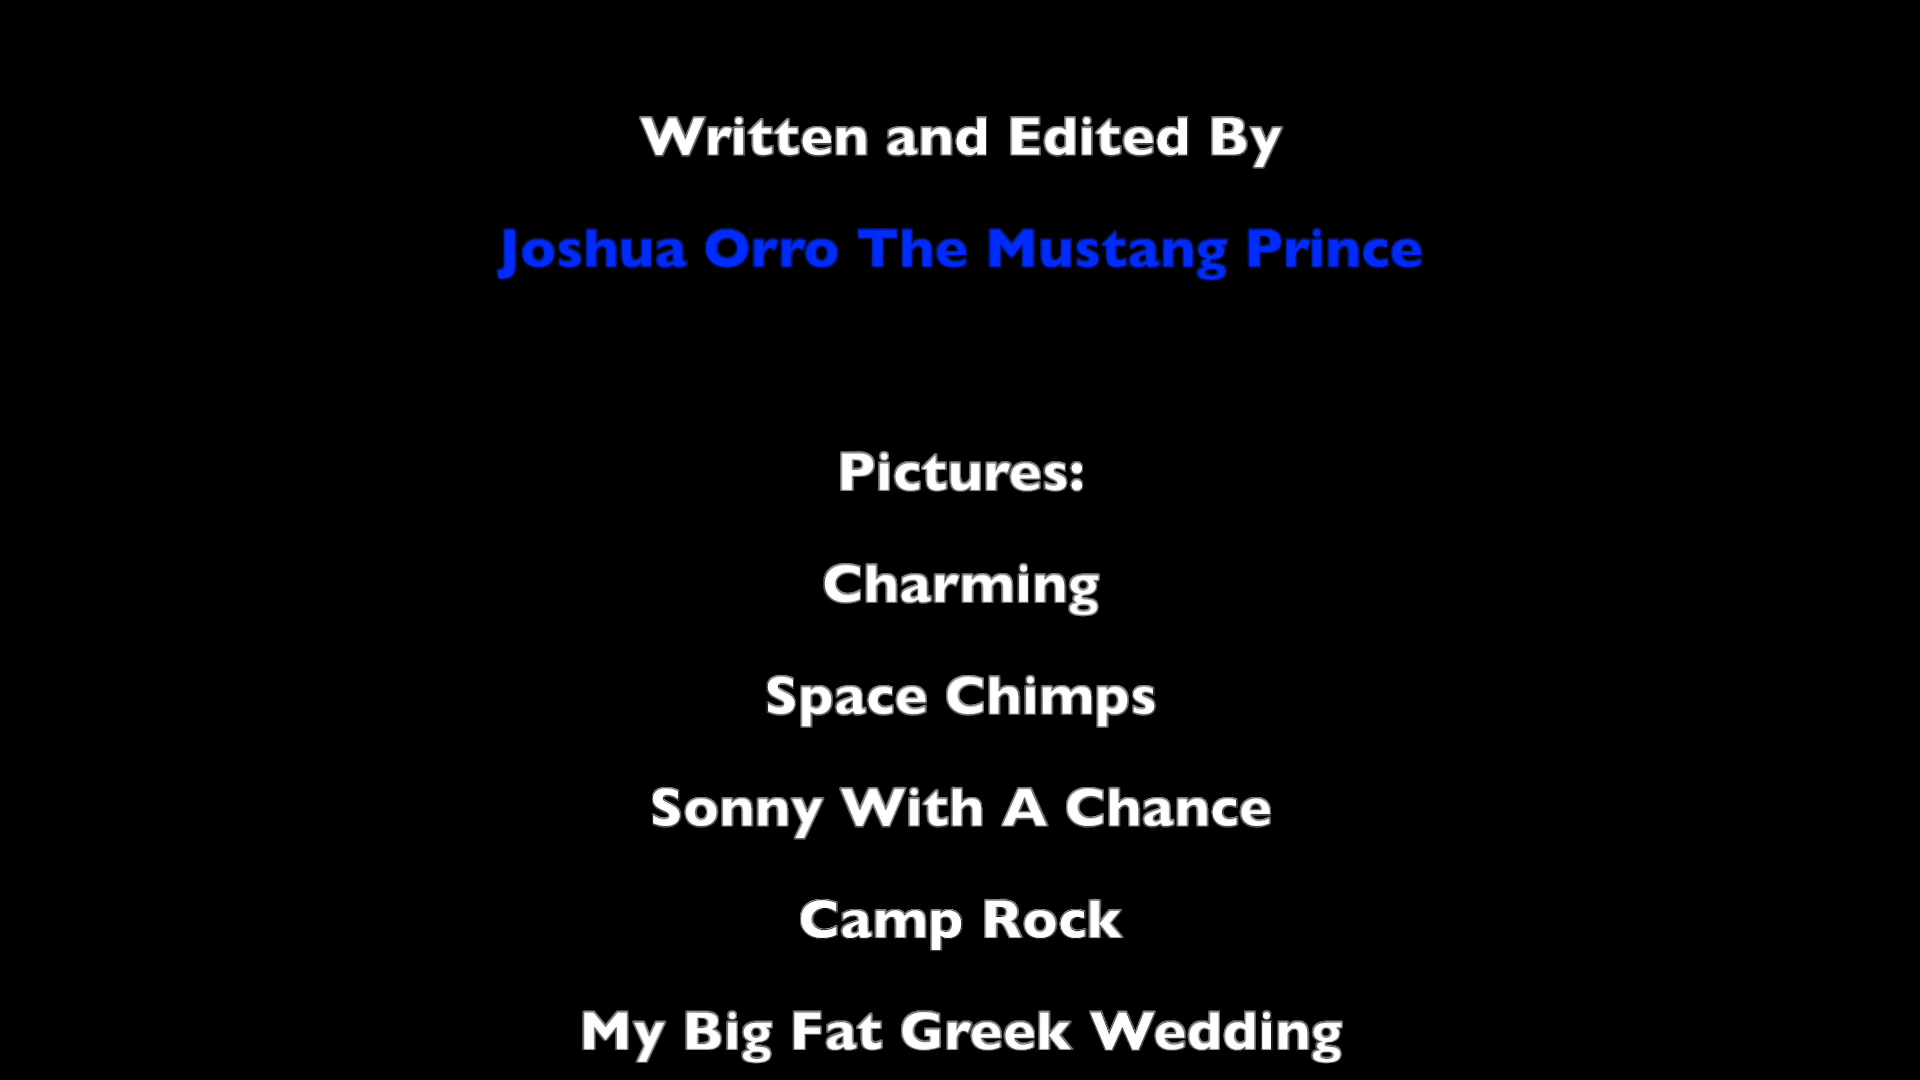 Written and Edited By
Joshua Orro The Mustang Prince
Pictures:
Charming
Space Chimps
Sonny With A Chance
Camp Rock
My Big Fat Greek Wedding